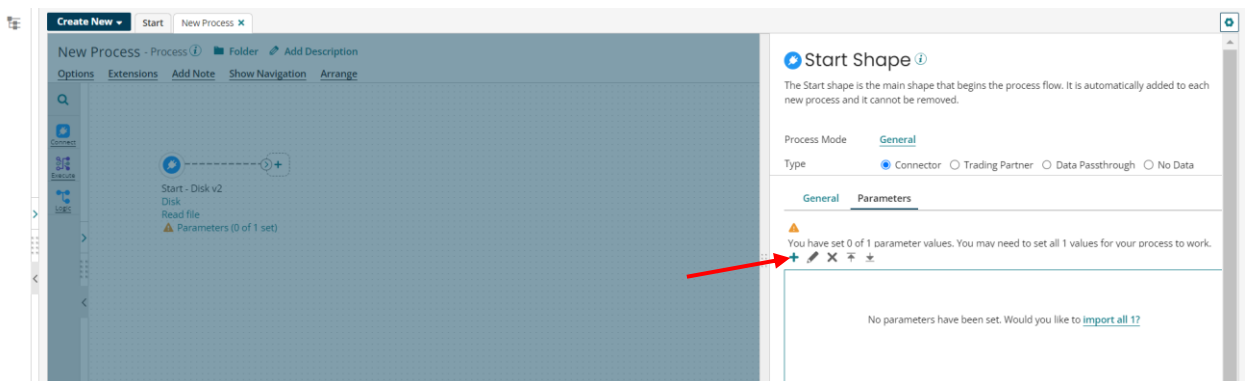 Create New Start New Process
New Process - Process Folder Add Description
Options Extensions Add Note Show Navigation Arrange
Connect
Execute
Logic
Start - Disk v2
Disk
Read file
Parameters (0 of 1 set)
Start Shape
The Start shape is the main shape that begins the process flow. It is automatically added to each
new process and it cannot be removed.
Process Mode General
Type Connector Trading Partner Data Passthrough No Data
General Parameters
You have set 0 of 1 parameter values. You may need to set all 1 values for your process to work.
No parameters have been set. Would you like to import all 1?